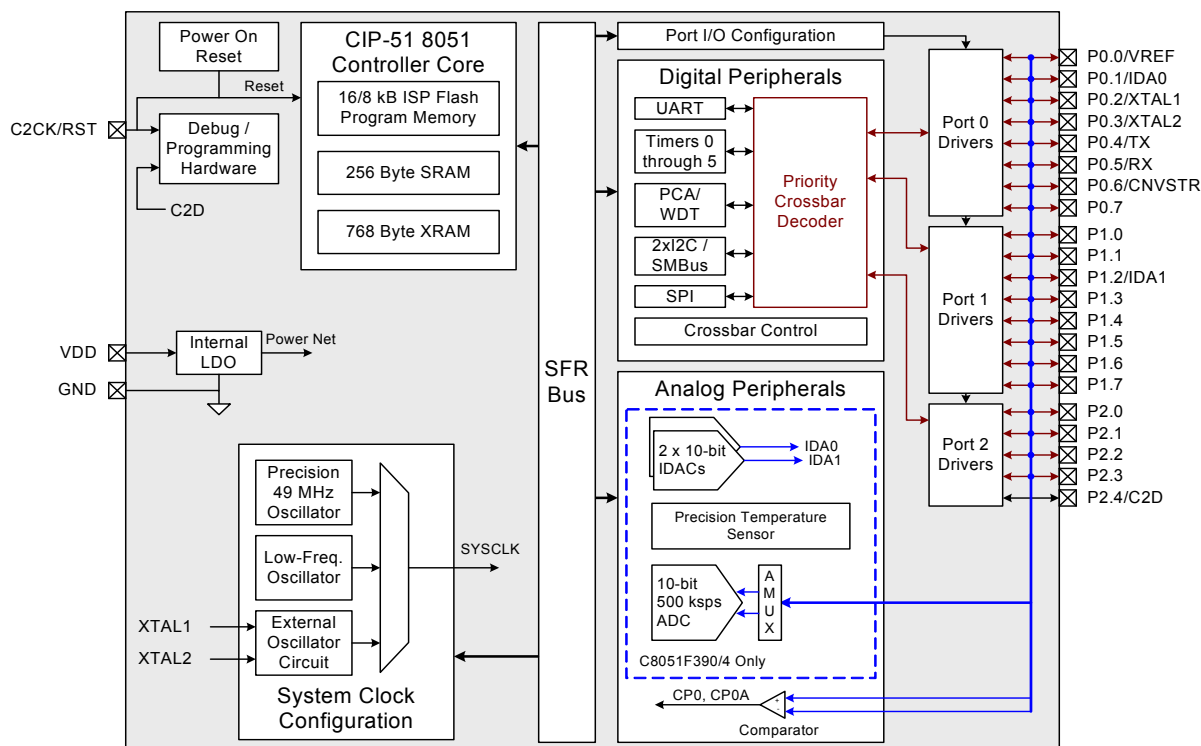 Power On
Reset
Reset
C2CK/RST
Debug /
Programming
Hardware
C2D
CIP-51 8051
Controller Core
16/8 kB ISP Flash
Program Memory
256 Byte SRAM
768 Byte XRAM
VDD
GND
Internal
LDO
Power Net
Precision
49 MHz
Oscillator
Low-Freq.
Oscillator
External
Oscillator
Circuit
XTAL1
XTAL2
SYSCLK
System Clock
Configuration
SFR
Bus
Port I/O Configuration
Digital Peripherals
UART
Timers 0
through 5
PCA/
WDT
2xI2C /
SMBus
SPI
Priority
Crossbar
Decoder
Crossbar Control
Analog Peripherals
2 x 10-bit
IDACs
IDA0
IDA1
Precision Temperature
Sensor
10-bit
500 ksps
ADC
A
M
U
X
C8051F390/4 Only
CP0, CP0A
+
-
Comparator
Port 0
Drivers
Port 1
Drivers
Port 2
Drivers
P0.0/VREF
P0.1/IDA0
P0.2/XTAL1
P0.3/XTAL2
P0.4/TX
P0.5/RX
P0.6/CNVSTR
P0.7
P1.0
P1.1
P1.2/IDA1
P1.3
P1.4
P1.5
P1.6
P1.7
P2.0
P2.1
P2.2
P2.3
P2.4/C2D